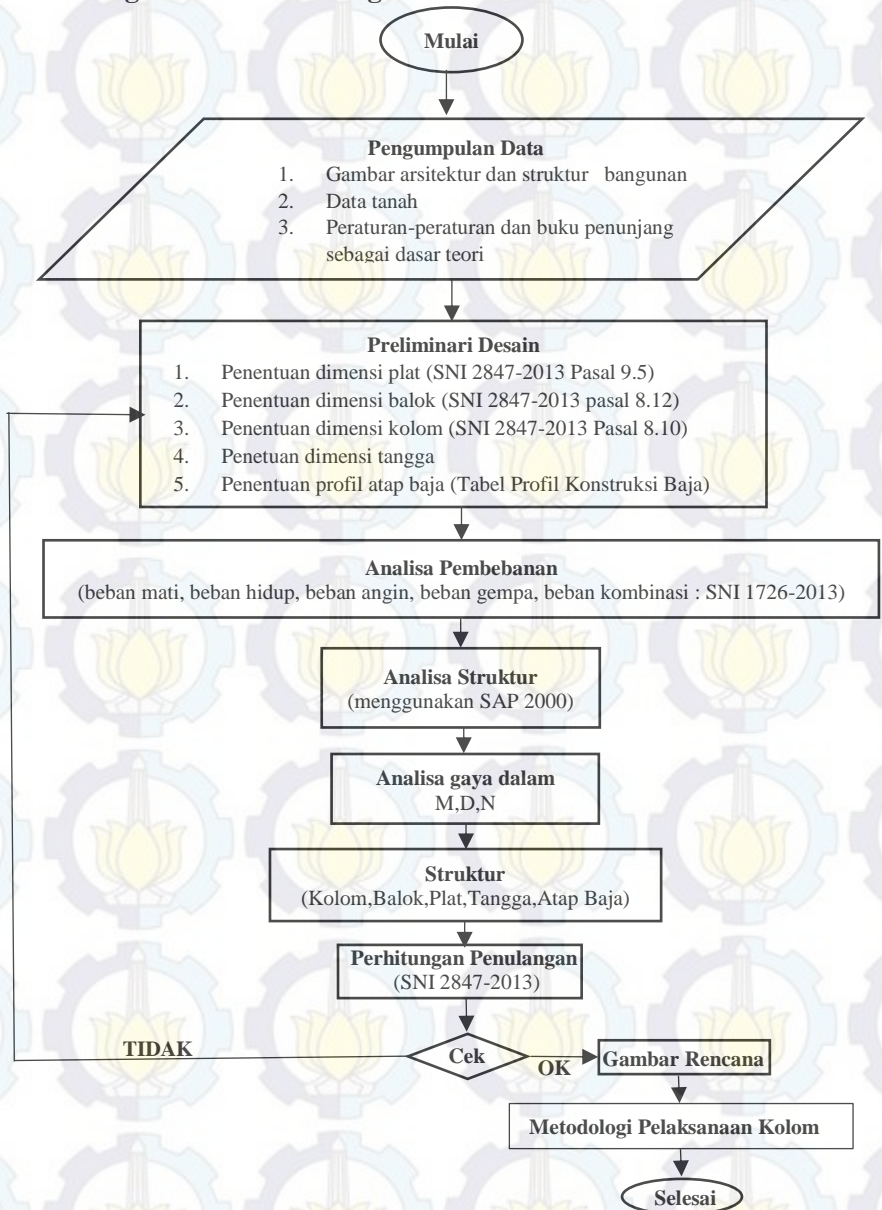 Mulai
Pengumpulan Data
1. Gambar arsitektur dan struktur bangunan
2. Data tanah
3. Peraturan-peraturan dan buku penunjang
sebagai dasar teori
Preliminari Desain
1. Penentuan dimensi plat (SNI 2847-2013 Pasal 9.5)
2. Penentuan dimensi balok (SNI 2847-2013 pasal 8.12)
3. Penentuan dimensi kolom (SNI 2847-2013 Pasal 8.10)
4. Penetuan dimensi tangga
5. Penentuan profil atap baja (Tabel Profil Konstruksi Baja)
Analisa Pembebanan
(beban mati, beban hidup, beban angin, beban gempa, beban kombinasi : SNI 1726-2013)
Analisa Struktur
(menggunakan SAP 2000)
Analisa gaya dalam
M,D,N
Struktur
(Kolom,Balok,Plat,Tangga,Atap Baja)
Perhitungan Penulangan
(SNI 2847-2013)
TIDAK
Cek
OK
Gambar Rencana
Metodologi Pelaksanaan Kolom
Selesai